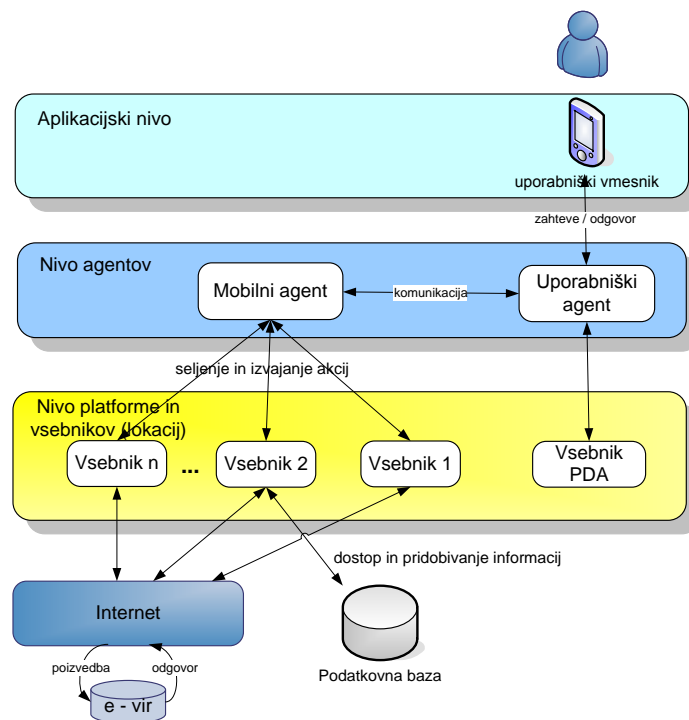 Aplikacijski nivo
uporabniški vmesnik
zahteve / odgovor
Nivo agentov
Mobilni agent
komunikacija
Uporabniški
agent
seljenje in izvajanje akcij
Nivo platforme in
vsebnikov (lokacij)
Vsebnik n
...
Vsebnik 2
Vsebnik 1
Vsebnik
PDA
dostop in pridobivanje informacij
Internet
poizvedba
odgovor
e - vir
Podatkovna baza